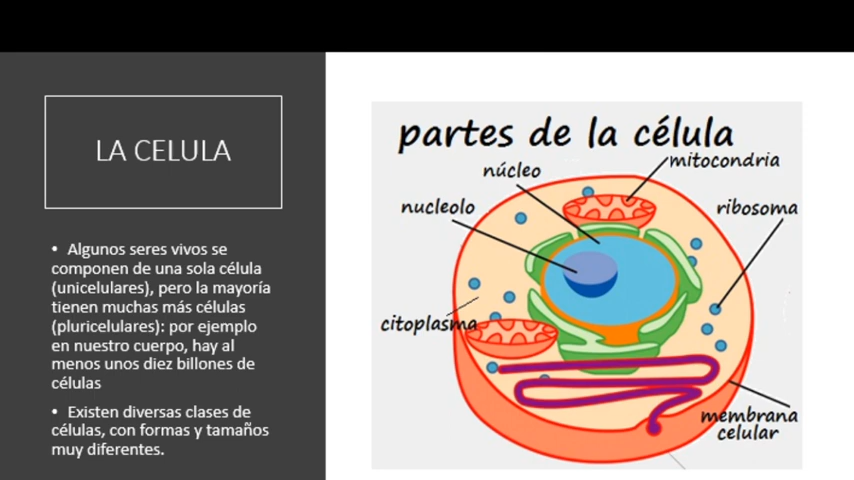 LA CELULA
• Algunos seres vivos se
componen de una sola célula
(unicelulares), pero la mayoría
tienen muchas más células
(pluricelulares): por ejemplo
en nuestro cuerpo, hay al
menos unos diez billones de
células
• Existen diversas clases de
células, con formas y tamaños
muy diferentes.
partes de la célula
mitocondria
núcleo
nucleolo
ribosoma
citoplasma
membrana
celular